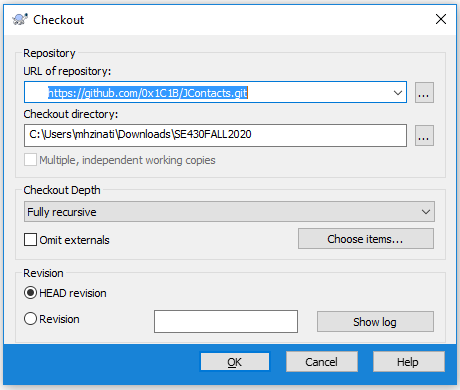 Checkout
Repository
URL of repository:
https://github.com/0x1C1B/JContacts.git
...
Checkout directory:
C:\Users\mhzinati\Downloads\SE430FALL2020
...
Multiple, independent working copies
Checkout Depth
Fully recursive
Omit externals
Choose items...
Revision
HEAD revision
Revision
Show log
OK
Cancel
Help